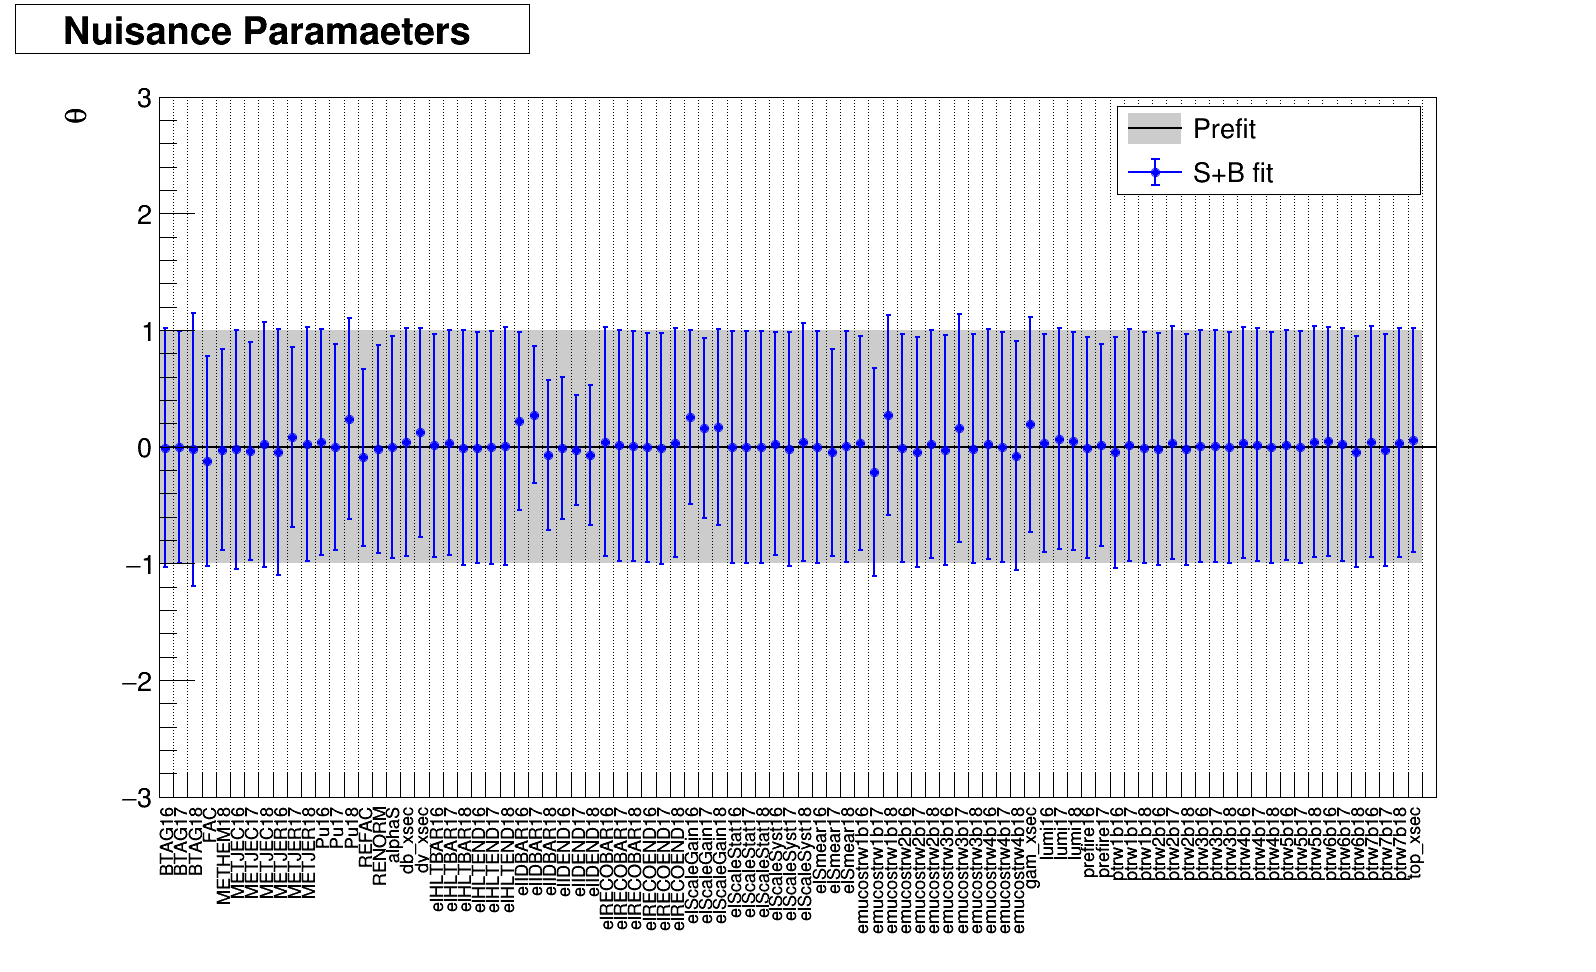 Nuisance Paramaeters
θ
Prefit
S+B fit
3
2
1
0
−1
−2
−3
BTAG16
BTAG17
BTAG18
FAC
METHEM18
METJEC16
METJEC17
METJEC18
METJER16
METJER17
METJER18
Pu16
Pu17
Pu18
REFAC
RENORM
alphaS
db_xsec
dy_xsec
elHLTBAR16
elHLTBAR17
elHLTBAR18
elHLTEND16
elHLTEND17
elHLTEND18
elIDBAR16
elIDBAR17
elIDBAR18
elIDEND16
elIDEND17
elIDEND18
elRECOBAR16
elRECOBAR17
elRECOBAR18
elRECOEND16
elRECOEND17
elRECOEND18
elScaleGain16
elScaleGain17
elScaleGain18
elScaleStat16
elScaleStat17
elScaleStat18
elScaleSyst16
elScaleSyst17
elScaleSyst18
elSmear16
elSmear17
elSmear18
emucostrw1b16
emucostrw1b17
emucostrw1b18
emucostrw2b16
emucostrw2b17
emucostrw2b18
emucostrw3b16
emucostrw3b17
emucostrw3b18
emucostrw4b16
emucostrw4b17
emucostrw4b18
gam_xsec
lumi16
lumi17
lumi18
prefire16
prefire17
ptrw1b16
ptrw1b17
ptrw1b18
ptrw2b16
ptrw2b17
ptrw2b18
ptrw3b16
ptrw3b17
ptrw3b18
ptrw4b16
ptrw4b17
ptrw4b18
ptrw5b16
ptrw5b17
ptrw5b18
ptrw6b16
ptrw6b17
ptrw6b18
ptrw7b16
ptrw7b17
ptrw7b18
top_xsec